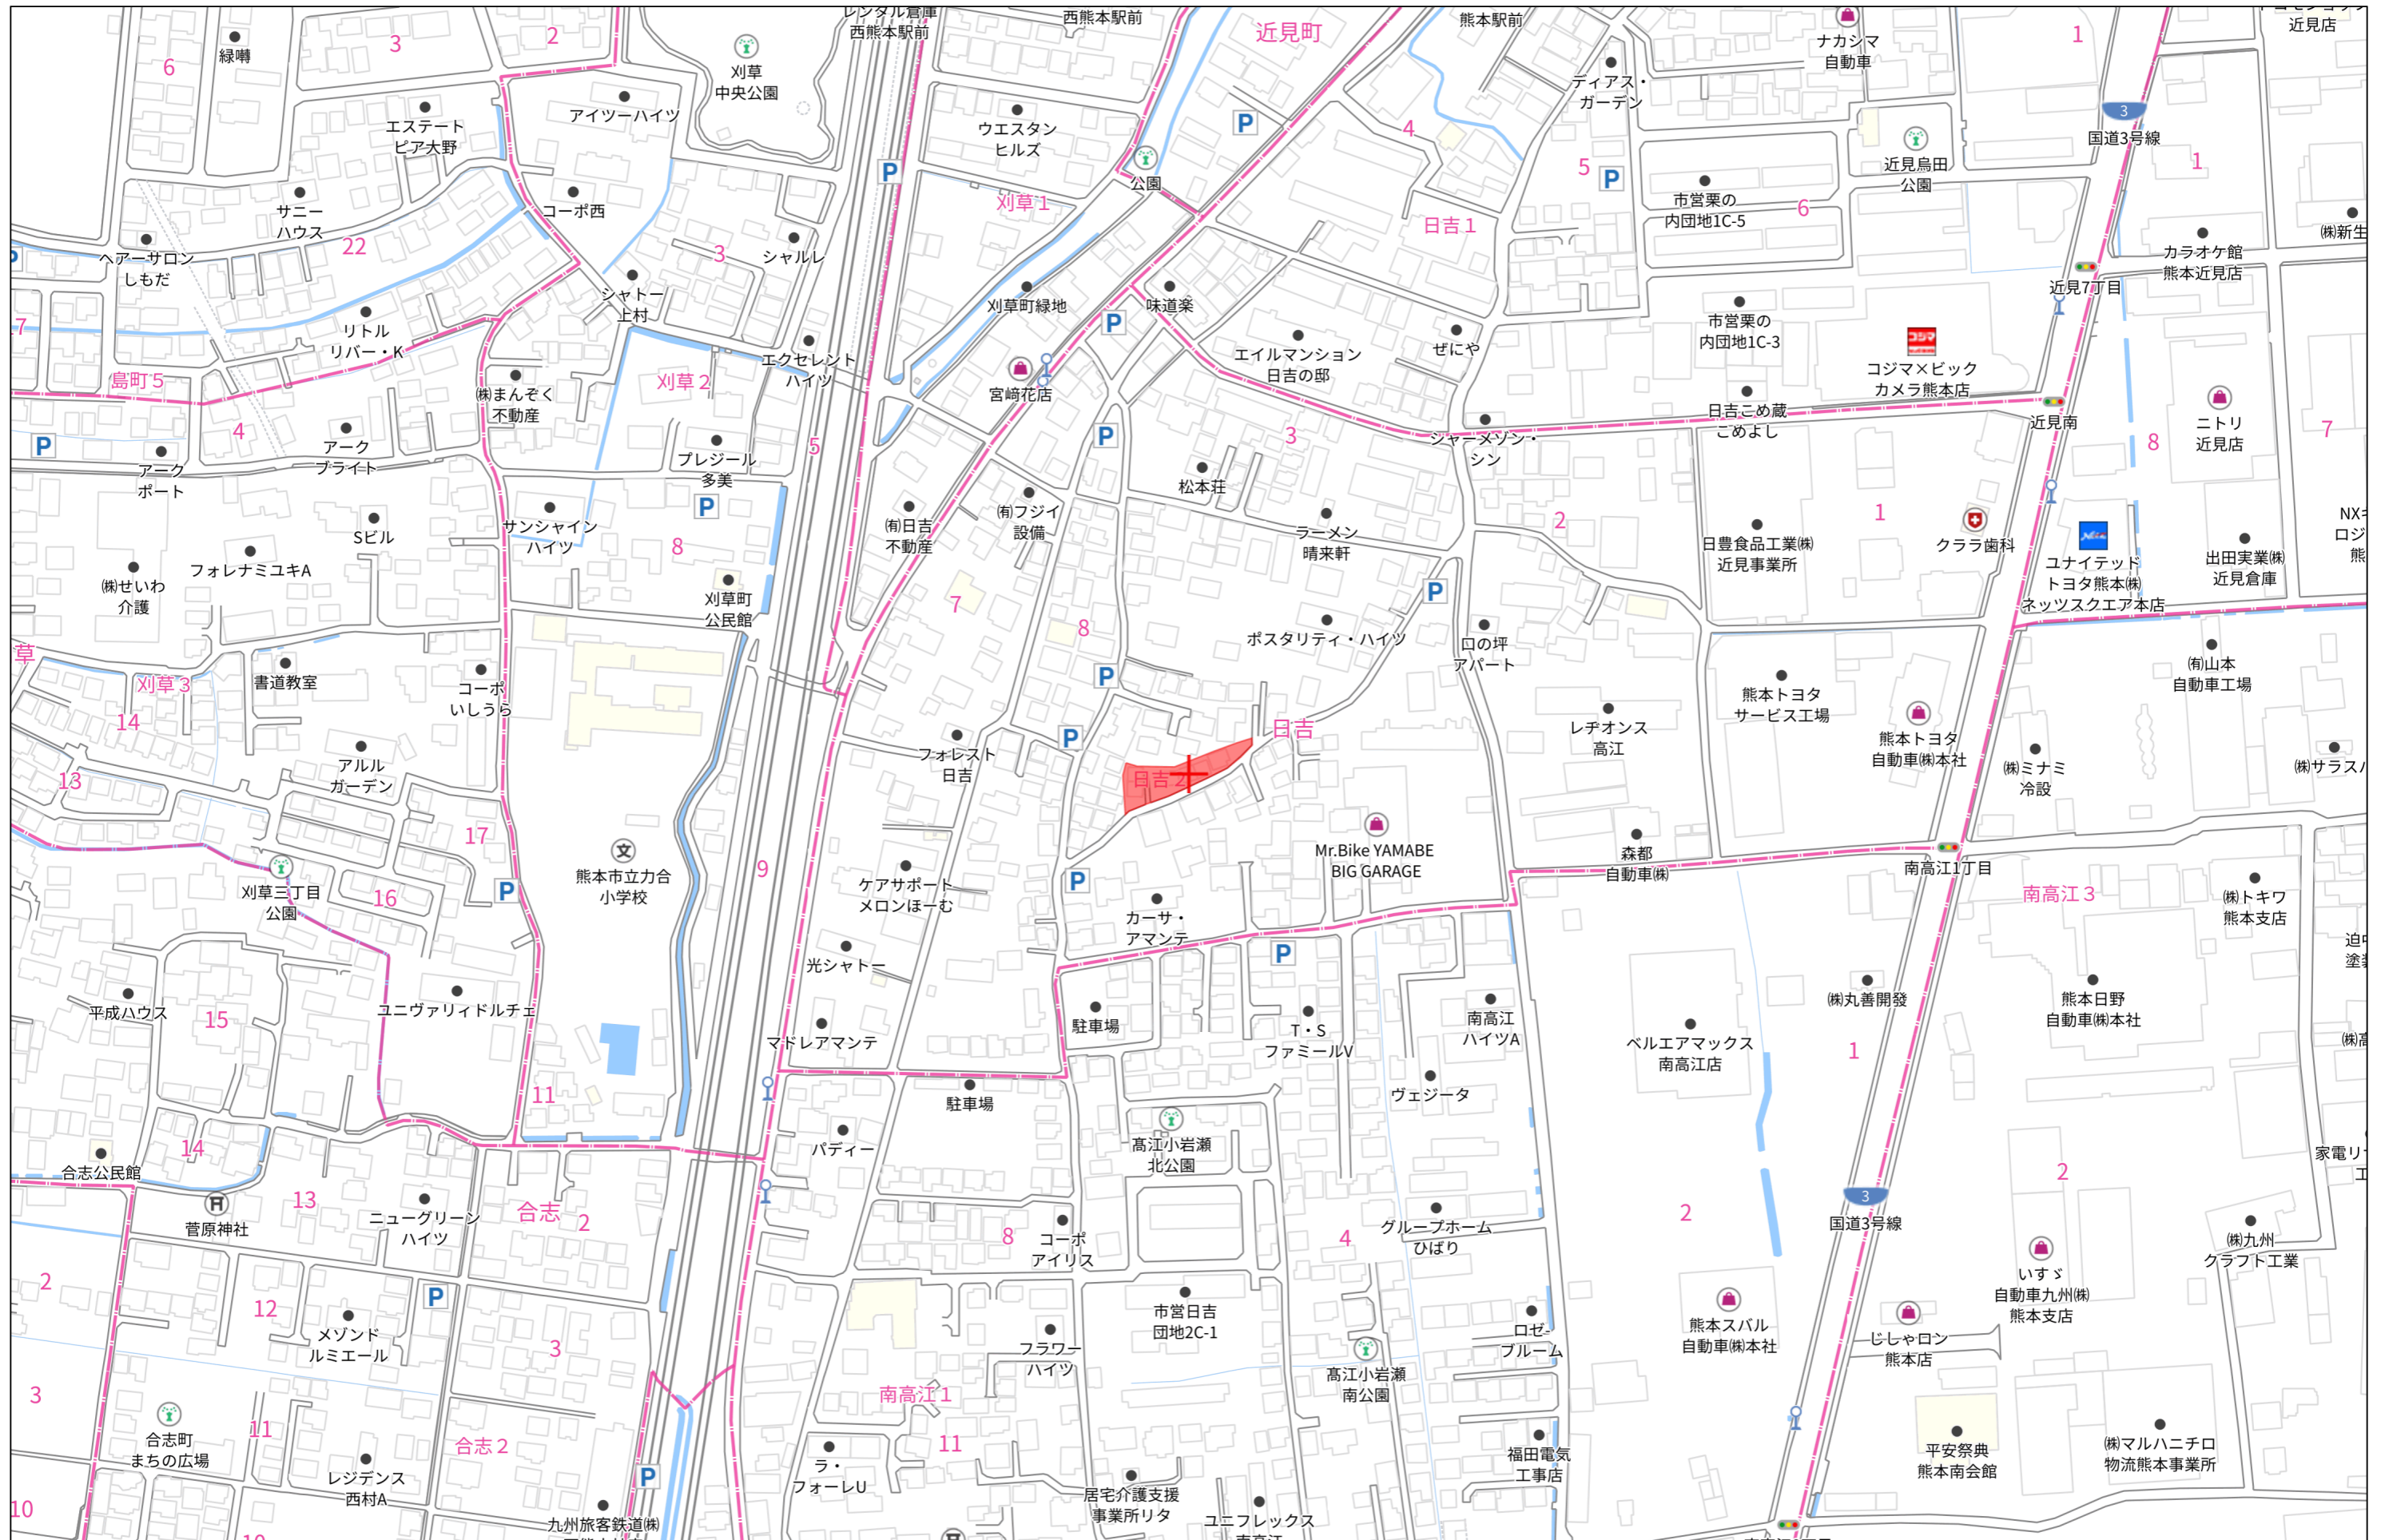 レンタル倉庫
西熊本駅前
西熊本駅前
近見町
熊本駅前
ナカシマ
自動車
1
近見店
6
緑囀
3
2
刈草
中央公園
ディアス・
ガーデン
3
国道3号線
エステート
ピア大野
アイツーハイツ
ウエスタン
ヒルズ
P
4
近見鳥田
公園
1
P
公園
5
P
市営栗の
内団地1C-5
6
サニー
ハウス
コーポ西
刈草1
日吉1
22
3
シャルレ
カラオケ館
熊本近見店
㈱新生
ヘアーサロン
しもだ
P
シャトー
上村
刈草町緑地
味道楽
近見7丁目
7
リトル
リバー・K
P
エイルマンション
日吉の邸
ぜにや
市営栗の
内団地1C-3
コジマ
コジマ×ビック
カメラ熊本店
エクセレント
ハイツ
島町5
㈱まんぞく
不動産
刈草2
宮﨑花店
日吉こめ蔵
こめよし
近見南
ニトリ
近見店
4
P
アーク
ブライト
アーク
ポート
プレジール
多美
5
P
3
シャーメゾン・
シン
8
7
松本荘
P
サンシャイン
ハイツ
Sビル
㈲日吉
不動産
㈲フジイ
設備
ラーメン
晴来軒
2
1
日豊食品工業㈱
近見事業所
クララ歯科
ユナイテッド
トヨタ熊本㈱
ネッツスクエア本店
出田実業㈱
近見倉庫
フォレナミユキA
8
㈱せいわ
介護
刈草町
公民館
7
8
P
ポスタリティ・ハイツ
口の坪
アパート
草
刈草3
書道教室
コーポ
いしうら
P
熊本トヨタ
サービス工場
㈲山本
自動車工場
14
レヂオンス
高江
熊本トヨタ
自動車㈱本社
㈱ミナミ
冷設
13
アルル
ガーデン
フォレスト
日吉
P
日吉
日吉2
17
9
熊本市立力合
小学校
Mr.Bike YAMABE
BIG GARAGE
森都
自動車㈱
南高江1丁目
刈草三丁目
公園
16
P
ケアサポート
メロンほーむ
P
カーサ・
アマンテ
南高江3
㈱トキワ
熊本支店
光シャトー
P
平成ハウス
15
ユニヴァリィドルチェ
マドレアマンテ
駐車場
T・S
ファミールV
南高江
ハイツA
ベルエアマックス
南高江店
㈱丸善開發
熊本日野
自動車㈱本社
1
11
駐車場
ヴェジータ
14
合志公民館
パディー
髙江小岩瀬
北公園
菅原神社
13
ニューグリーン
ハイツ
合志
2
8
コーポ
アイリス
4
グループホーム
ひばり
2
3
国道3号線
2
㈱九州
クラフト工業
2
12
P
メゾンド
ルミエール
3
市営日吉
団地2C-1
フラワー
ハイツ
ロゼ-
ブルーム
熊本スバル
自動車㈱本社
いすゞ
自動車九州㈱
熊本支店
じしゃロン
熊本店
3
合志町
まちの広場
11
合志2
南高江1
11
髙江小岩瀬
南公園
レジデンス
西村A
P
ラ・
フォーレU
居宅介護支援
事業所リタ
福田電気
工事店
平安祭典
熊本南会館
㈱マルハニチロ
物流熊本事業所
10
九州旅客鉄道㈱
ユニフレックス